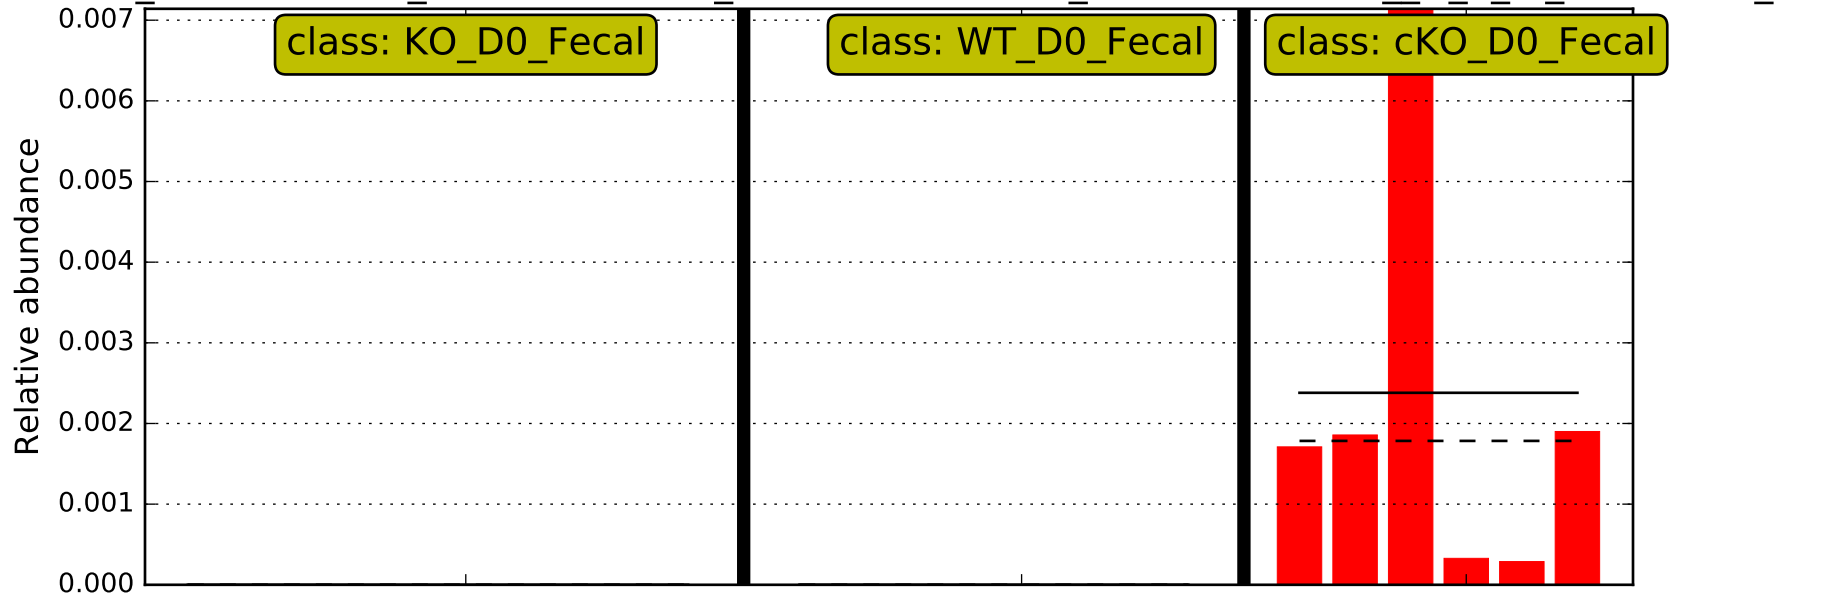 0.007
class: KO_D0_Fecal
class: WT_D0_Fecal
class: cKO_D0_Fecal
0.006
0.005
0.004
0.003
0.002
0.001
0.000
Relative abundance